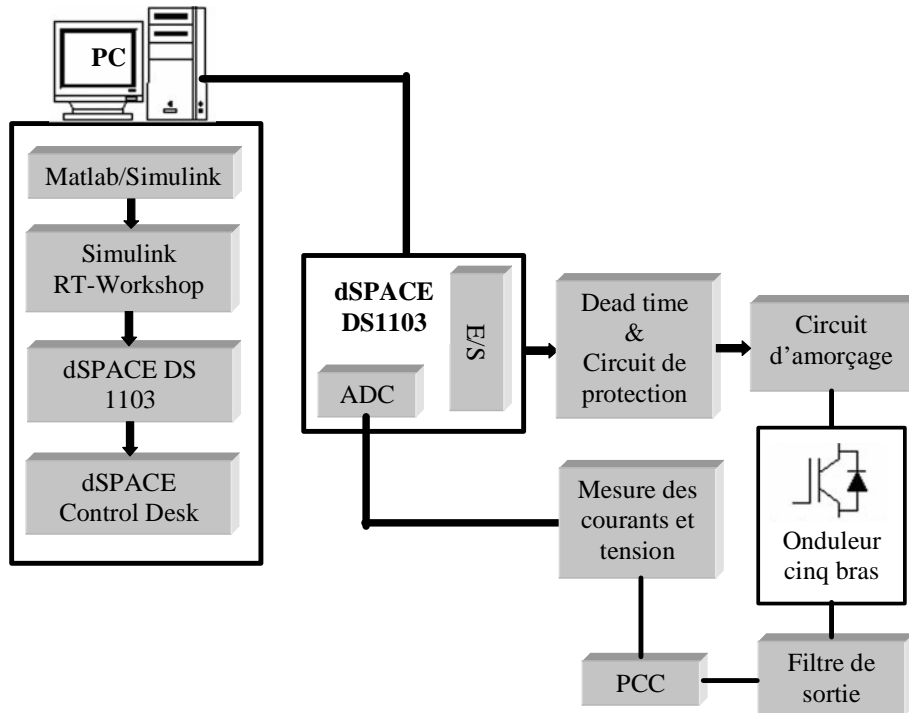 PC
Matlab/Simulink
Simulink
RT-Workshop
dSPACE DS
1103
dSPACE
Control Desk
dSPACE
DS1103
E/S
ADC
Dead time
&
Circuit de
protection
Circuit
d’amorçage
Mesure des
courants et
tension
Onduleur
cinq bras
PCC
Filtre de
sortie